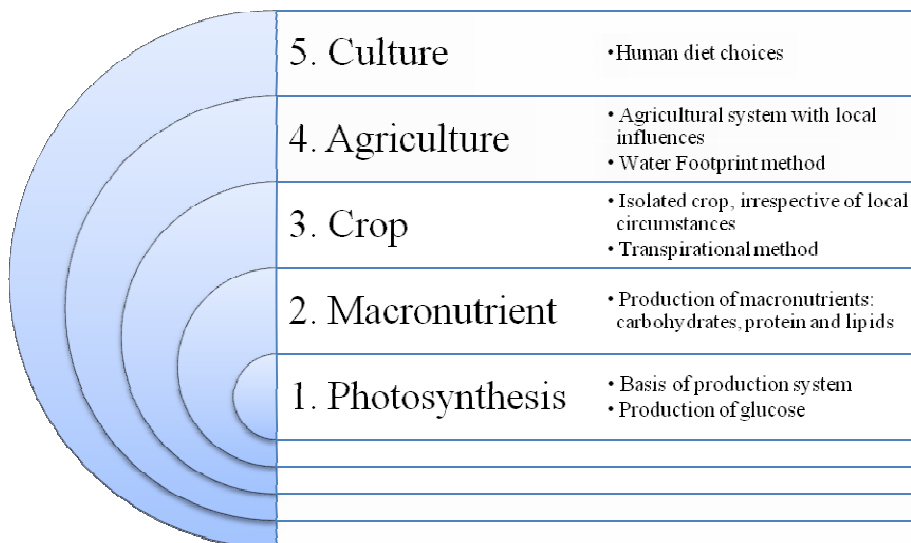 5. Culture
•Human diet choices
4. Agriculture
• Agricultural system with local
influences
• Water Footprint method
3. Crop
• Isolated crop, irrespective of local
circumstances
• Transpirational method
2. Macronutrient
• Production of macronutrients:
carbohydrates, protein and lipids
1. Photosynthesis
• Basis of production system
• Production of glucose